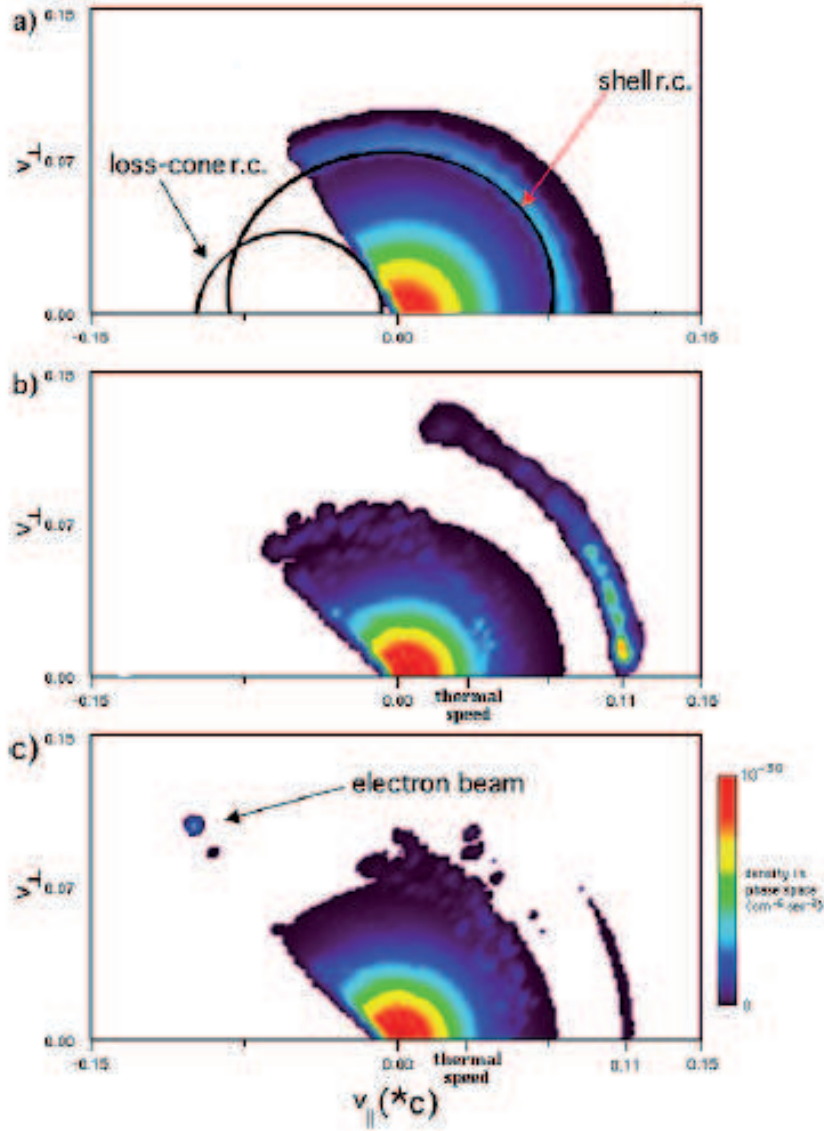 a)
0.15
shell r.c.
loss-cone r.c.
v⊥
0.07
0.00
-0.15
0.00
0.15
b)
0.15
v⊥
0.07
0.00
-0.15
0.00
thermal
speed
0.11
0.15
c)
0.15
electron beam
v⊥
0.07
0.00
-0.15
0.00
thermal
speed
0.11
0.15
v∥(*c)
density in
phase space
0